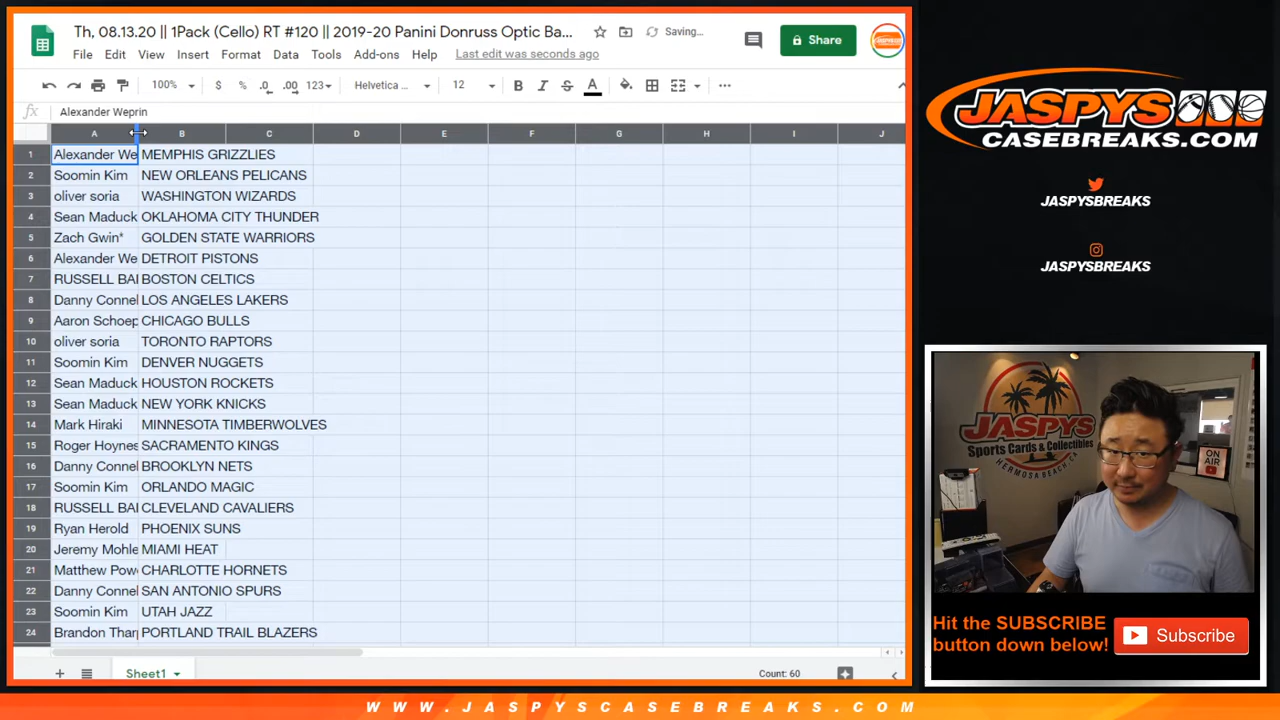 Th, 08.13.20 || 1Pack (Cello) RT #120 || 2019-20 Panini Donruss Optic Ba...
Saving...
File Edit View Insert Format Data Tools Add-ons Help Last edit was seconds ago
Share
100% $ % .0 .00 123 Helvetica ... 12 B I S A ...
fx Alexander Weprin
A B C D E F G H I J
1 Alexander We MEMPHIS GRIZZLIES
2 Soomin Kim NEW ORLEANS PELICANS
3 oliver soria WASHINGTON WIZARDS
4 Sean Maduck OKLAHOMA CITY THUNDER
5 Zach Gwin* GOLDEN STATE WARRIORS
6 Alexander We DETROIT PISTONS
7 RUSSELL BAI BOSTON CELTICS
8 Danny Connel LOS ANGELES LAKERS
9 Aaron Schoep CHICAGO BULLS
10 oliver soria TORONTO RAPTORS
11 Soomin Kim DENVER NUGGETS
12 Sean Maduck HOUSTON ROCKETS
13 Sean Maduck NEW YORK KNICKS
14 Mark Hiraki MINNESOTA TIMBERWOLVES
15 Roger Hoynes SACRAMENTO KINGS
16 Danny Connel BROOKLYN NETS
17 Soomin Kim ORLANDO MAGIC
18 RUSSELL BAI CLEVELAND CAVALIERS
19 Ryan Herold PHOENIX SUNS
20 Jeremy Mohle MIAMI HEAT
21 Matthew Pow CHARLOTTE HORNETS
22 Danny Connel SAN ANTONIO SPURS
23 Soomin Kim UTAH JAZZ
24 Brandon Thar PORTLAND TRAIL BLAZERS
Sheet1
Count: 60
JASPYS
CASEBREAKS.COM
JASPYSBREAKS
JASPYSBREAKS
JASPYS
Sports Cards & Collectibles
HERMOSA BEACH, CA
ON AIR
Hit the SUBSCRIBE
button down below!
Subscribe
WWW.JASPYSCASEBREAKS.COM